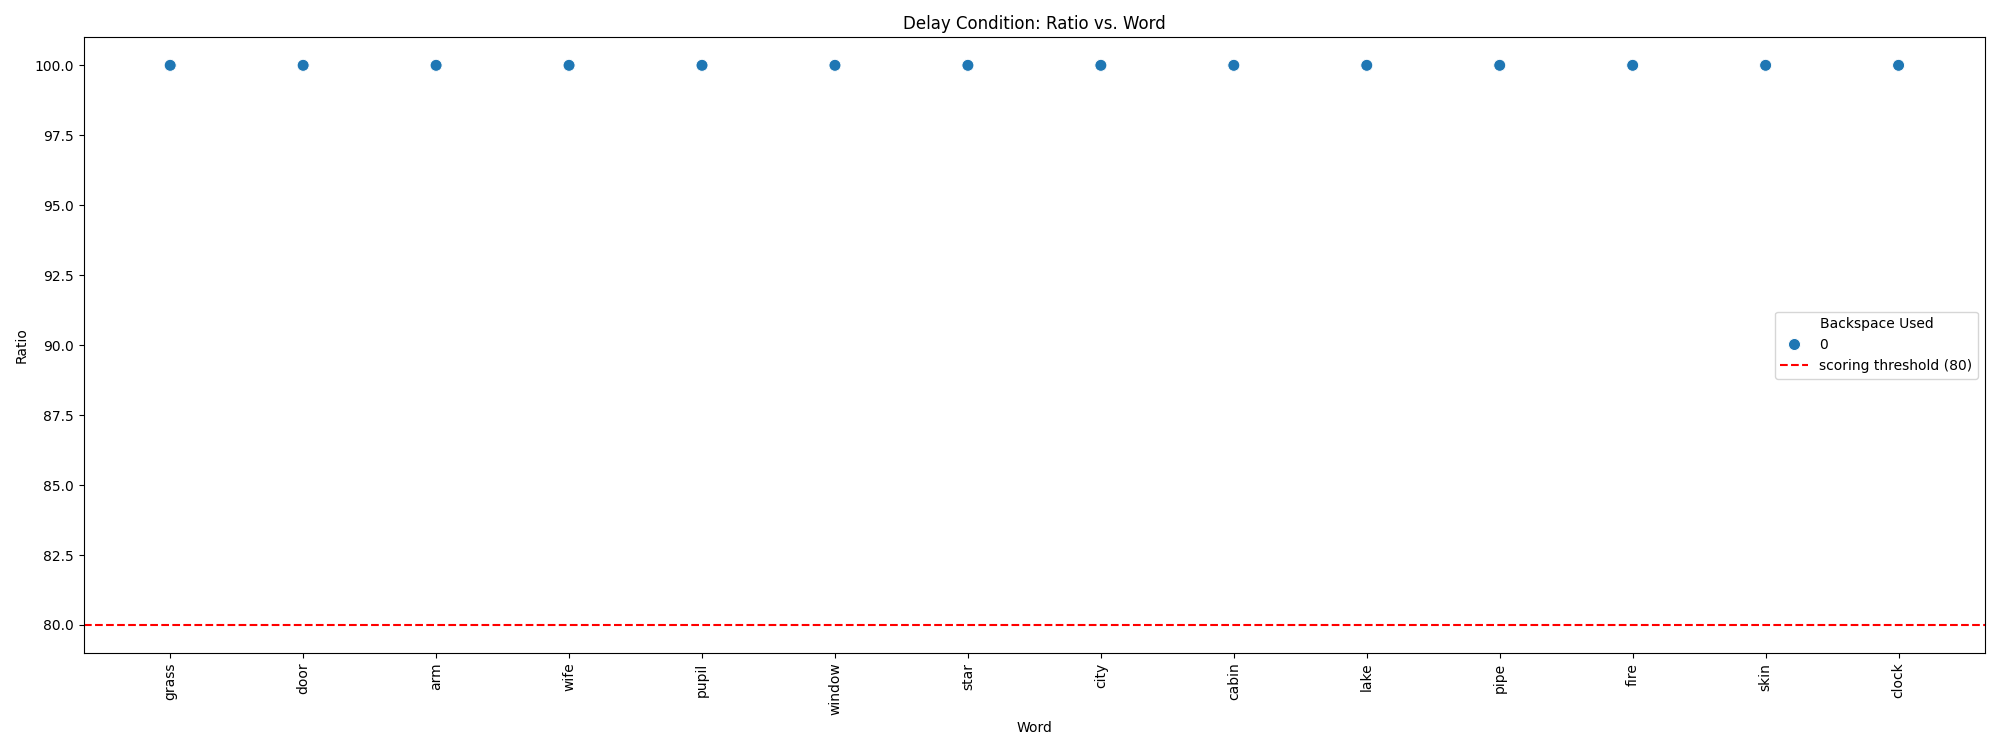 Delay Condition: Ratio vs. Word
Ratio
100.0
97.5
95.0
92.5
90.0
87.5
85.0
82.5
80.0
Backspace Used
0
scoring threshold (80)
grass
door
arm
wife
pupil
window
star
city
cabin
lake
pipe
fire
skin
clock
Word